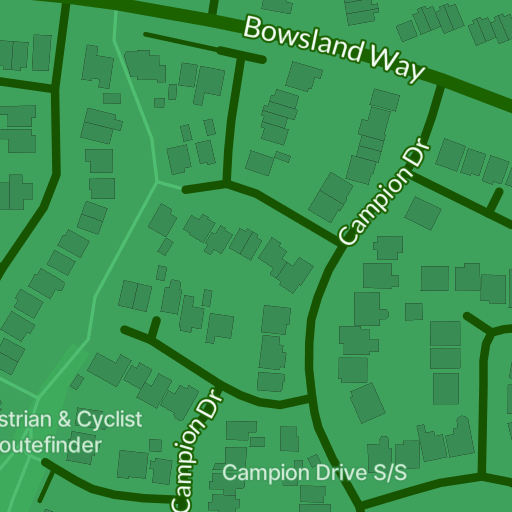 Bowsland Way
Campion Dr
strian & Cyclist
outefinder
Campion Dr
Campion Drive S/S